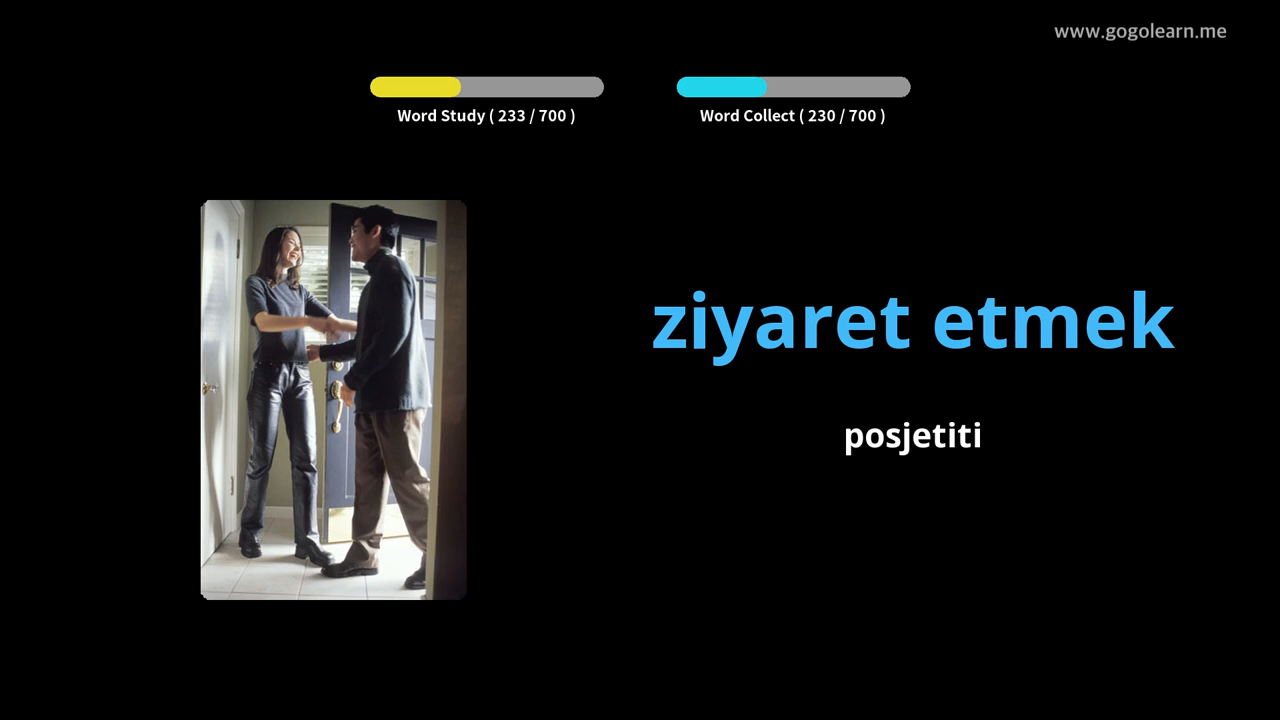 www.gogolearn.me
Word Study ( 233 / 700 )
Word Collect ( 230 / 700 )
ziyaret etmek
posjetiti